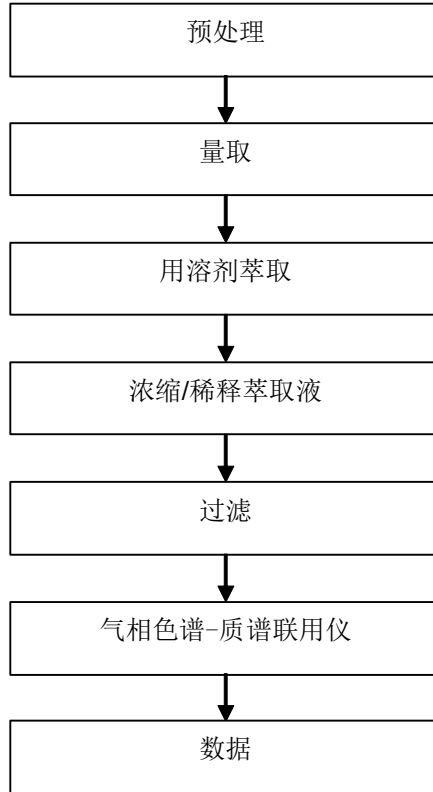 预处理
量取
用溶剂萃取
浓缩/稀释萃取液
过滤
气相色谱-质谱联用仪
数据